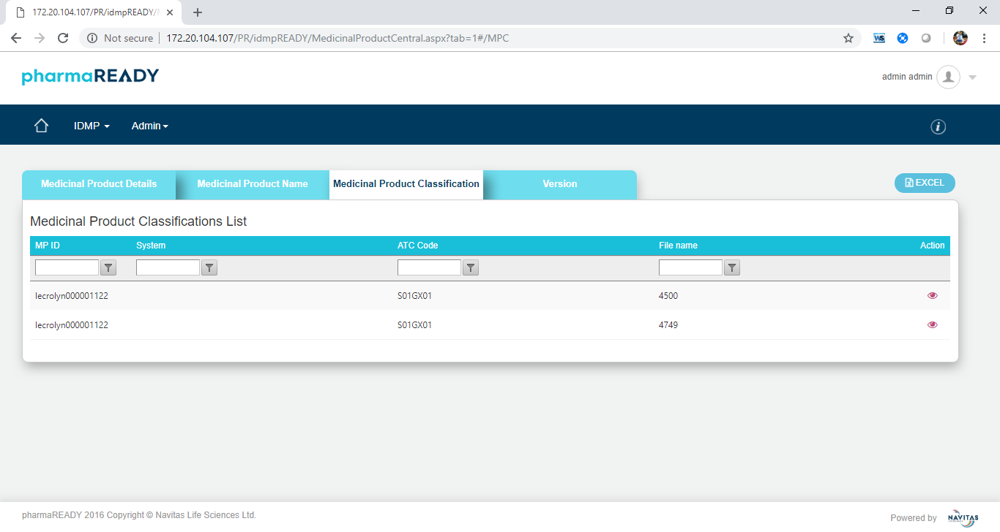 172.20.104.107/PR/idmpREADY/
Not secure 172.20.104.107/PR/idmpREADY/MedicinalProductCentral.aspx?tab=1#/MPC
WS
pharmaREADY
admin admin
IDMP Admin
i
Medicinal Product Details Medicinal Product Name Medicinal Product Classification Version EXCEL
Medicinal Product Classifications List
MP ID System ATC Code File name Action
lecrolyn000001122 S01GX01 4500
lecrolyn000001122 S01GX01 4749
pharmaREADY 2016 Copyright © Navitas Life Sciences Ltd.
Powered by NAVITAS